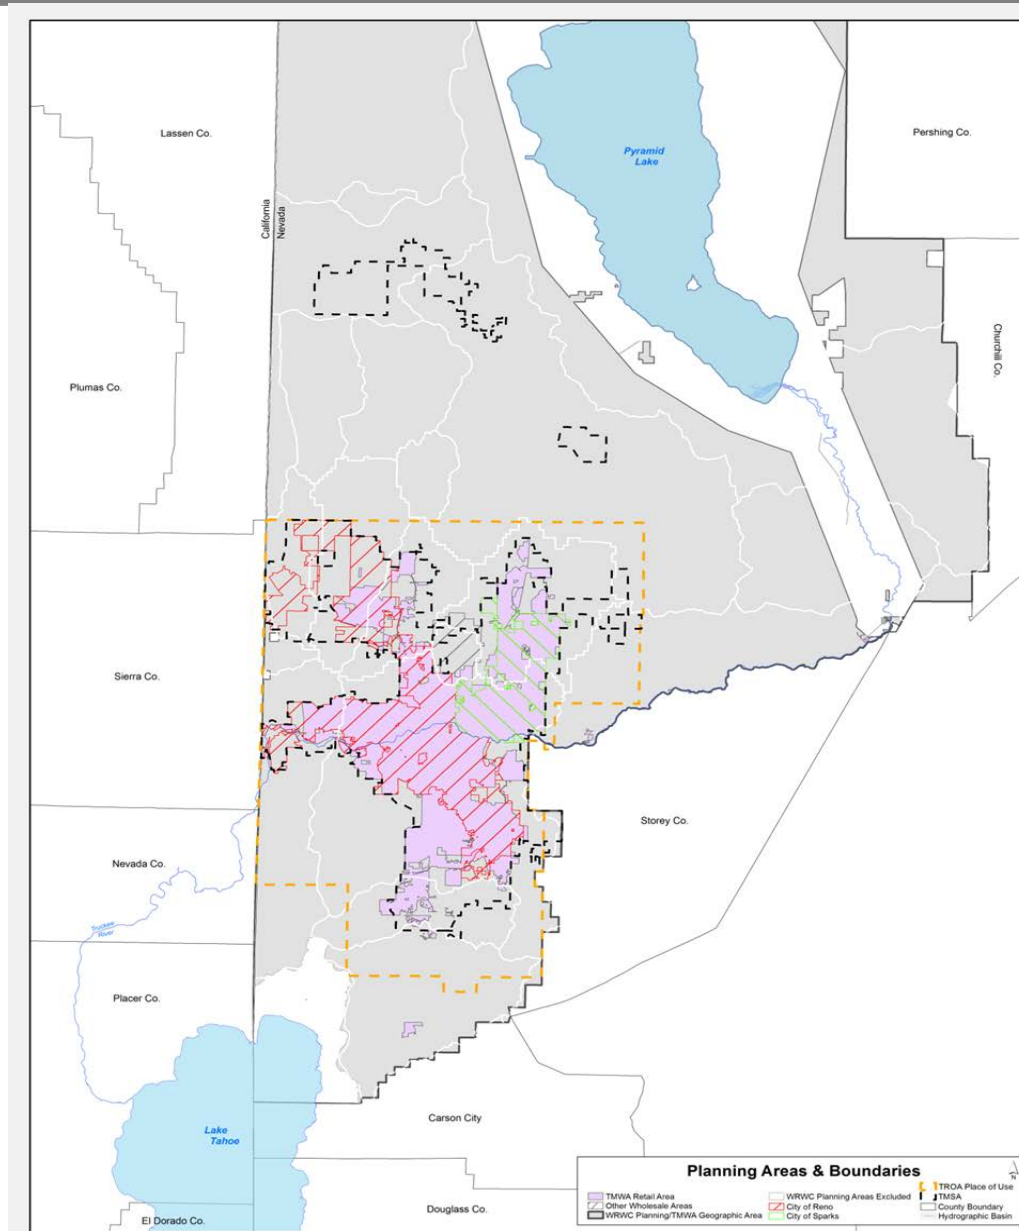 Lassen Co.
Pyramid
Lake
Pershing Co.
California
Nevada
Churchill Co.
Plumas Co.
Sierra Co.
Storey Co.
Nevada Co.
Truckee
River
Placer Co.
Carson City
Lake
Tahoe
Douglass Co.
El Dorado Co.
Planning Areas & Boundaries
TMWA Retail Area
Other Wholesale Areas
WRWC Planning/TMWA Geographic Area
WRWC Planning Areas Excluded
City of Reno
City of Sparks
TROA Place of Use
TMSA
County Boundary
Hydrographic Basin
N